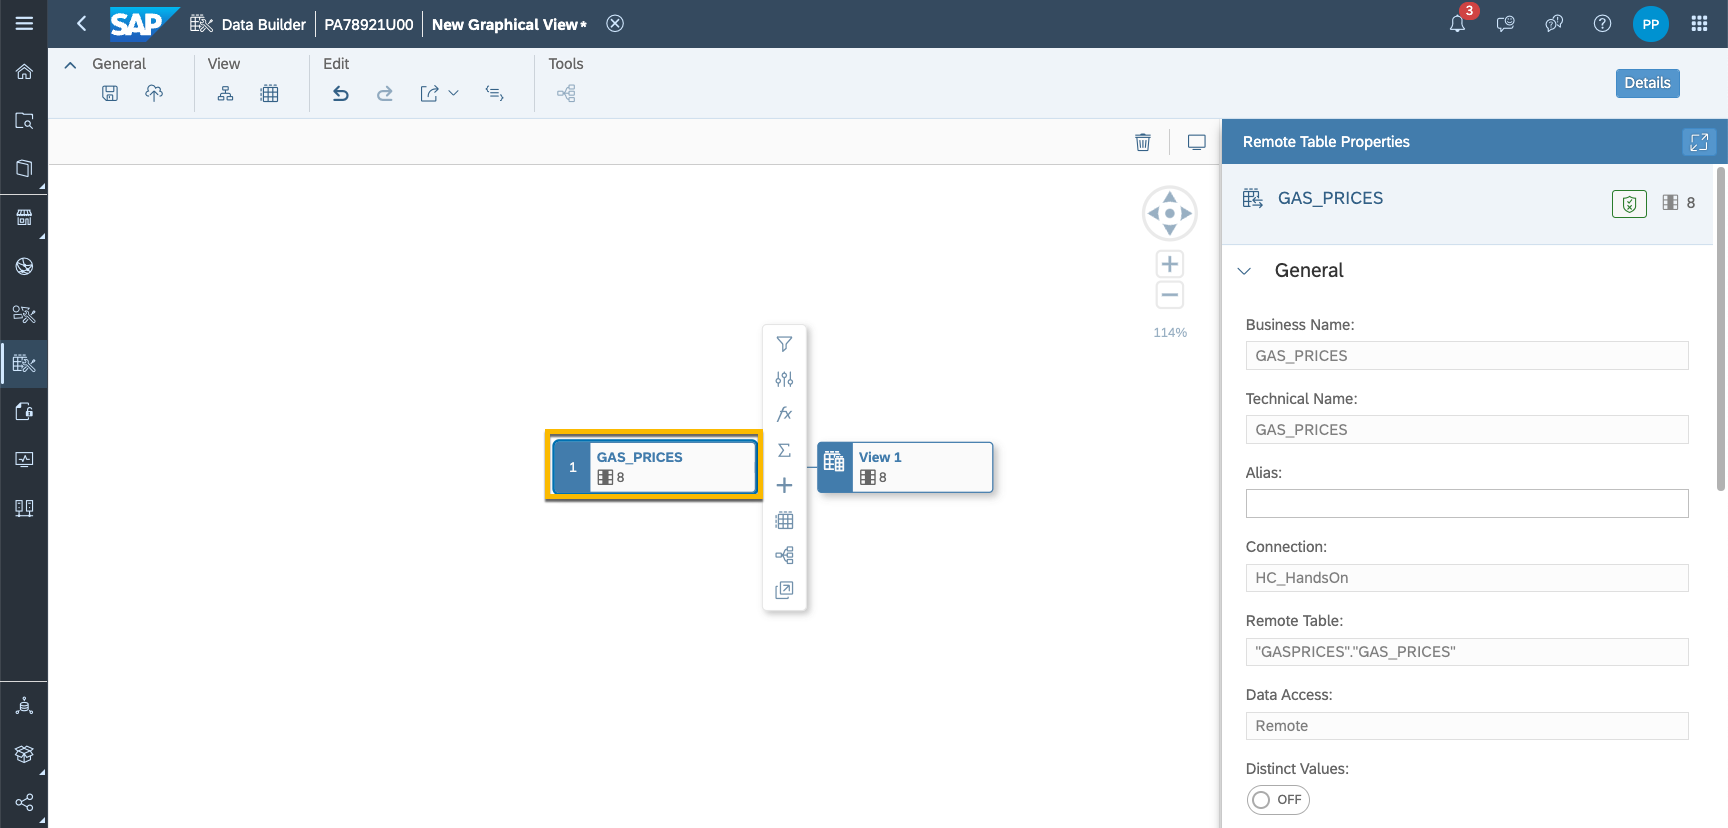 SAP Data Builder PA78921U00 New Graphical View*
3
PP
General View Edit Tools
Details
Remote Table Properties
GAS_PRICES
8
General
Business Name:
GAS_PRICES
Technical Name:
GAS_PRICES
Alias:
Connection:
HC_HandsOn
Remote Table:
"GASPRICES"."GAS_PRICES"
Data Access:
Remote
Distinct Values:
OFF
114%
fx
Σ
1
GAS_PRICES
8
View 1
8